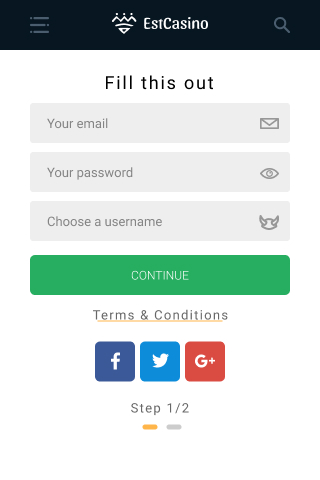 EstCasino
Fill this out
Your email
Your password
Choose a username
CONTINUE
Terms & Conditions
f
G+
Step 1/2